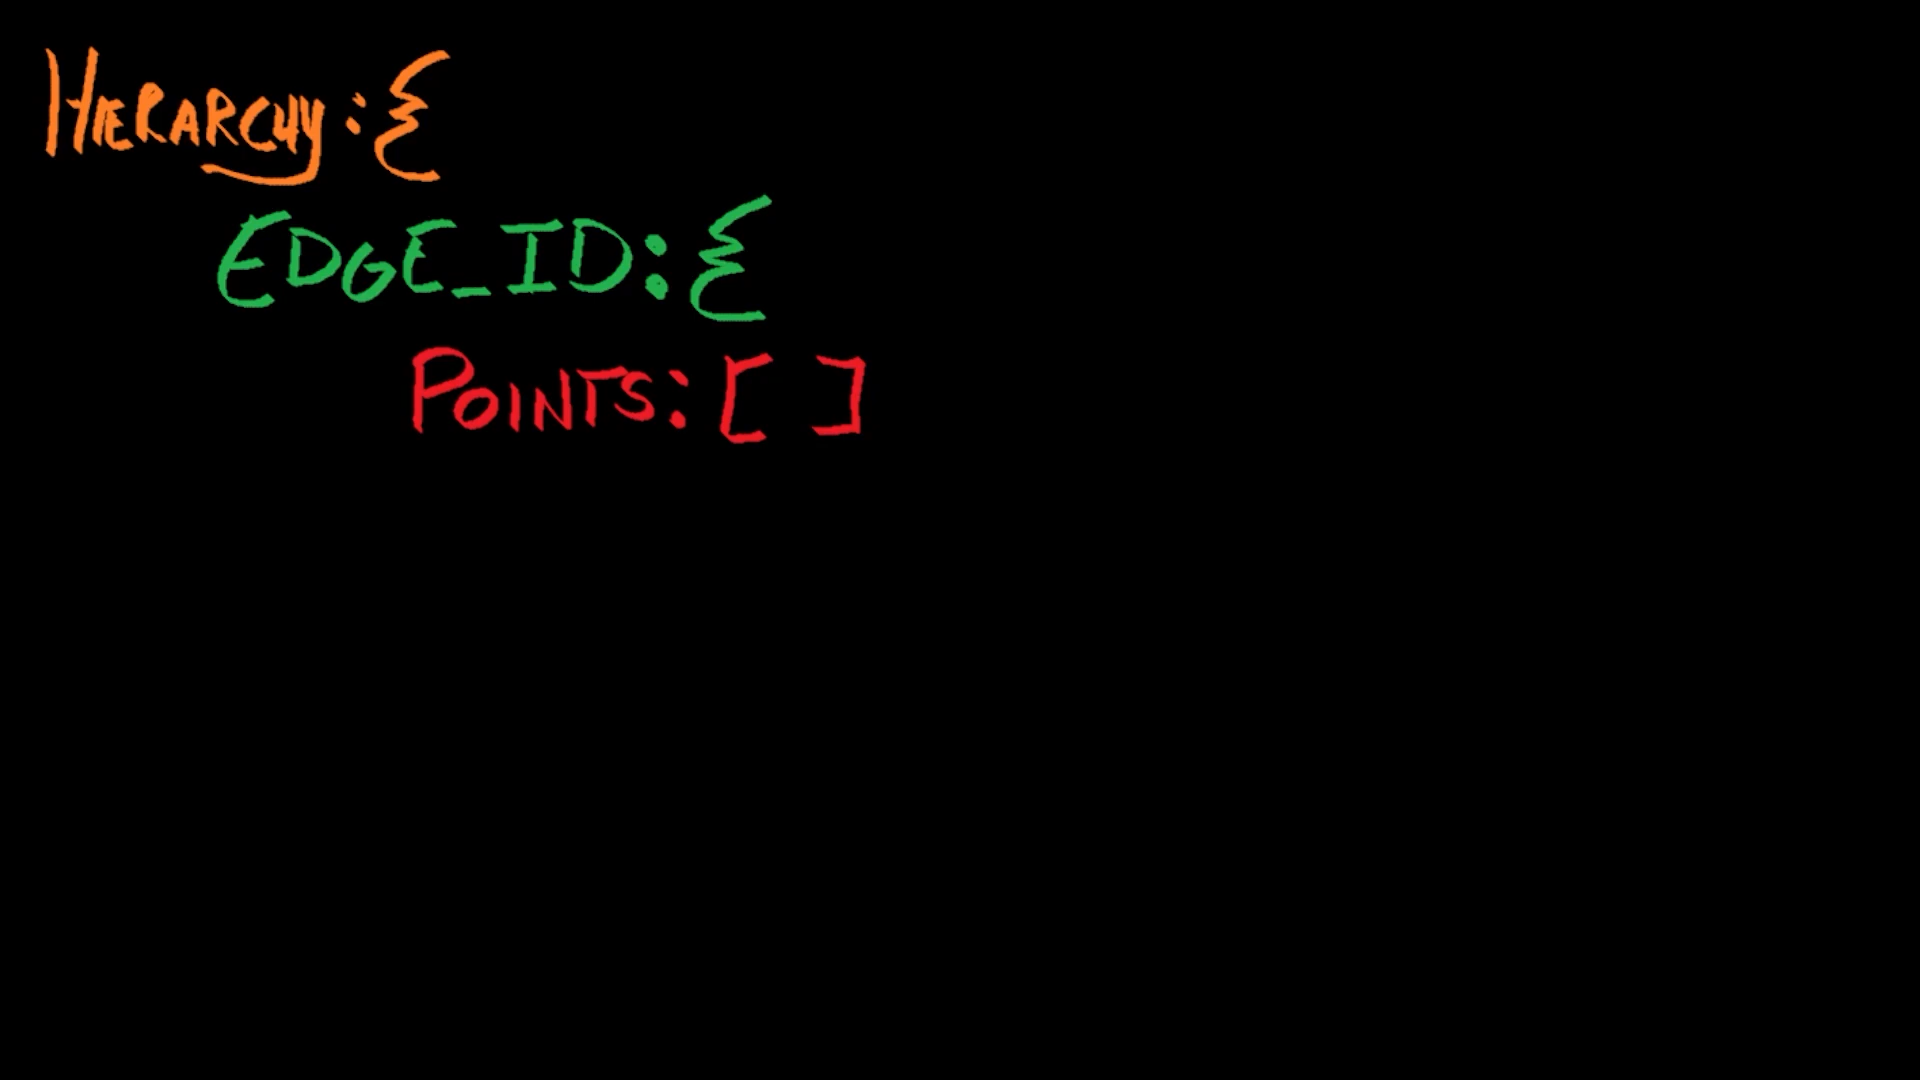 HIERARCHY: {
EDGE_ID: {
POINTS: [ ]